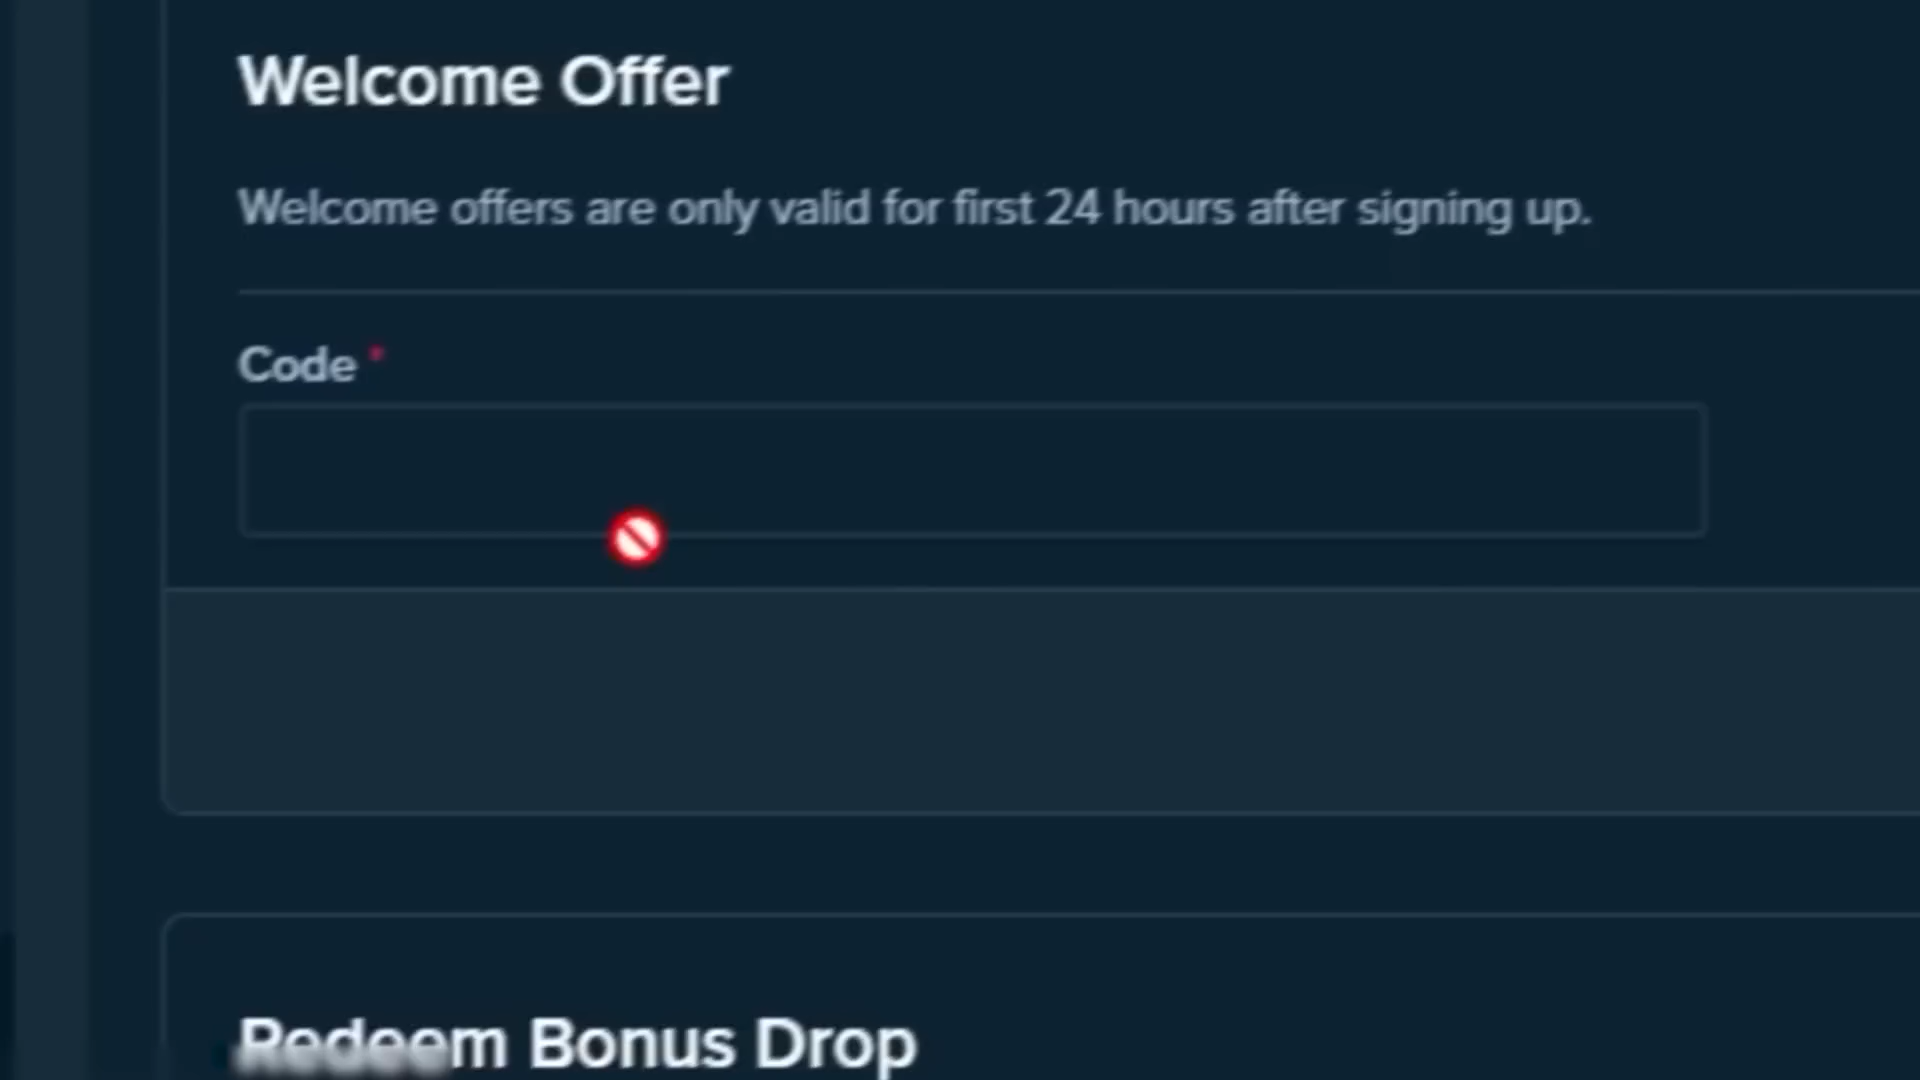 Welcome Offer
Welcome offers are only valid for first 24 hours after signing up.
Code *
Redeem Bonus Drop